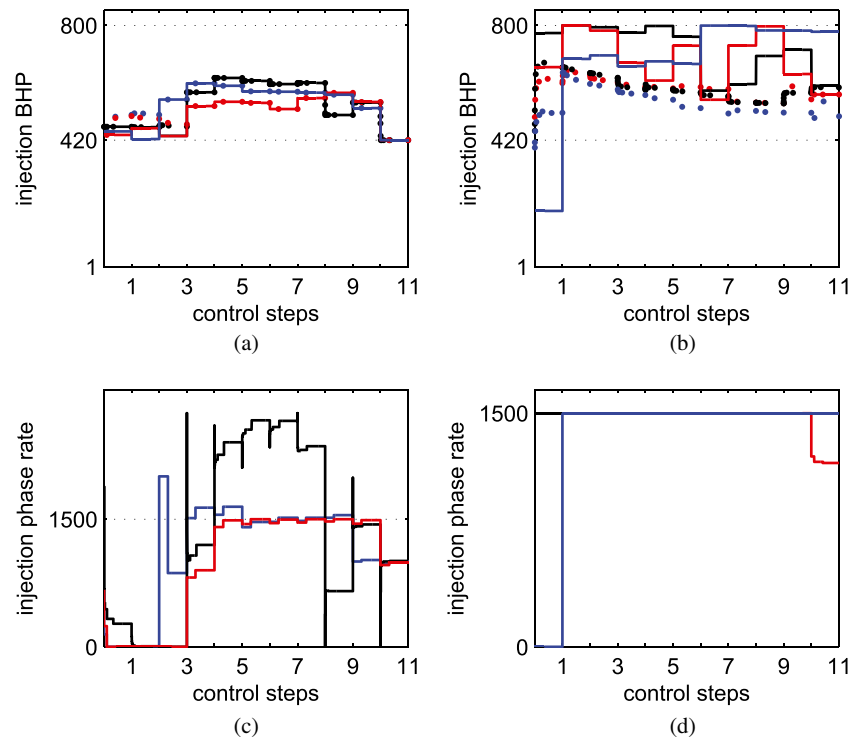 800
420
1
injection BHP
1 3 5 7 9 11
control steps
(a)
800
420
1
injection BHP
1 3 5 7 9 11
control steps
(b)
1500
0
injection phase rate
1 3 5 7 9 11
control steps
(c)
1500
0
injection phase rate
1 3 5 7 9 11
control steps
(d)